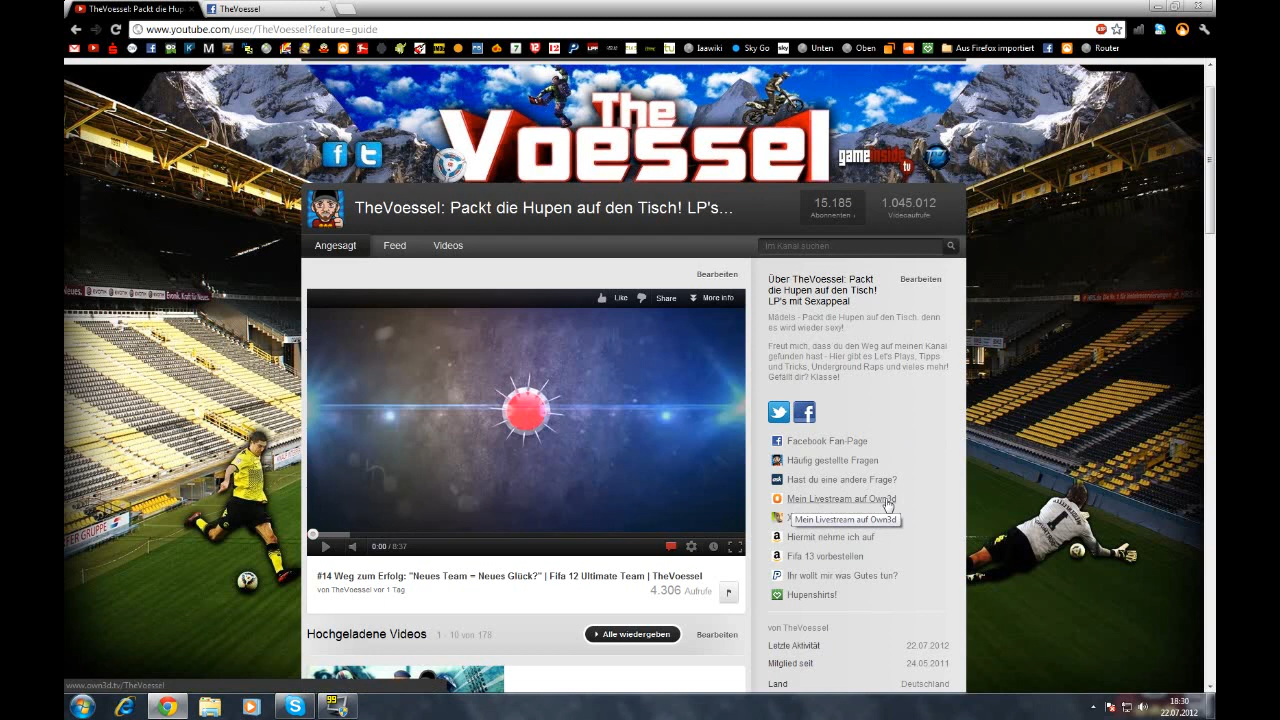 TheVoessel: Packt die Hup
TheVoessel
www.youtube.com/user/TheVoessel?feature=guide
Iaawiki
Sky Go
sky
Unten
Oben
Aus Firefox importiert
Router
The
Voessel
gameinside
tv
TheVoessel: Packt die Hupen auf den Tisch! LP's...
15.185
Abonnenten
1.045.012
Videoaufrufe
Angesagt
Feed
Videos
Im Kanal suchen
Bearbeiten
Like
Share
More info
0:00 / 8:37
#14 Weg zum Erfolg: "Neues Team = Neues Glück?" | Fifa 12 Ultimate Team | TheVoessel
von TheVoessel vor 1 Tag
4.306 Aufrufe
Hochgeladene Videos
1 - 10 von 176
Alle wiedergeben
Bearbeiten
Über TheVoessel: Packt
die Hupen auf den Tisch!
LP's mit Sexappeal
Bearbeiten
Mädels - Packt die Hupen auf den Tisch, denn
es wird wieder sexy!
Freut mich, dass du den Weg auf meinen Kanal
gefunden hast - Hier gibt es Let's Plays, Tipps
und Tricks, Underground Raps und vieles mehr!
Gefällt dir? Klasse!
Facebook Fan-Page
Häufig gestellte Fragen
Hast du eine andere Frage?
Mein Livestream auf Own3d
Mein Livestream auf Own3d
Hiermit nehme ich auf
Fifa 13 vorbestellen
Ihr wollt mir was Gutes tun?
Hupenshirts!
von TheVoessel
Letzte Aktivität
22.07.2012
Mitglied seit
24.05.2011
Land
Deutschland
www.own3d.tv/TheVoessel
99
18:30
22.07.2012